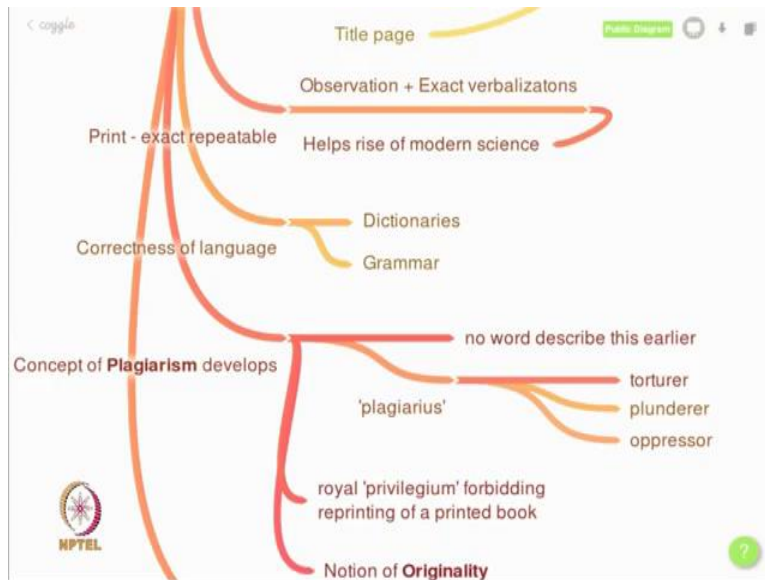 < coggle
Title page
Public Diagram
Observation + Exact verbalizatons
Print - exact repeatable
Helps rise of modern science
Dictionaries
Correctness of language
Grammar
no word describe this earlier
Concept of Plagiarism develops
torturer
'plagiarius'
plunderer
oppressor
royal 'privilegium' forbidding
reprinting of a printed book
NPTEL
?
Notion of Originality